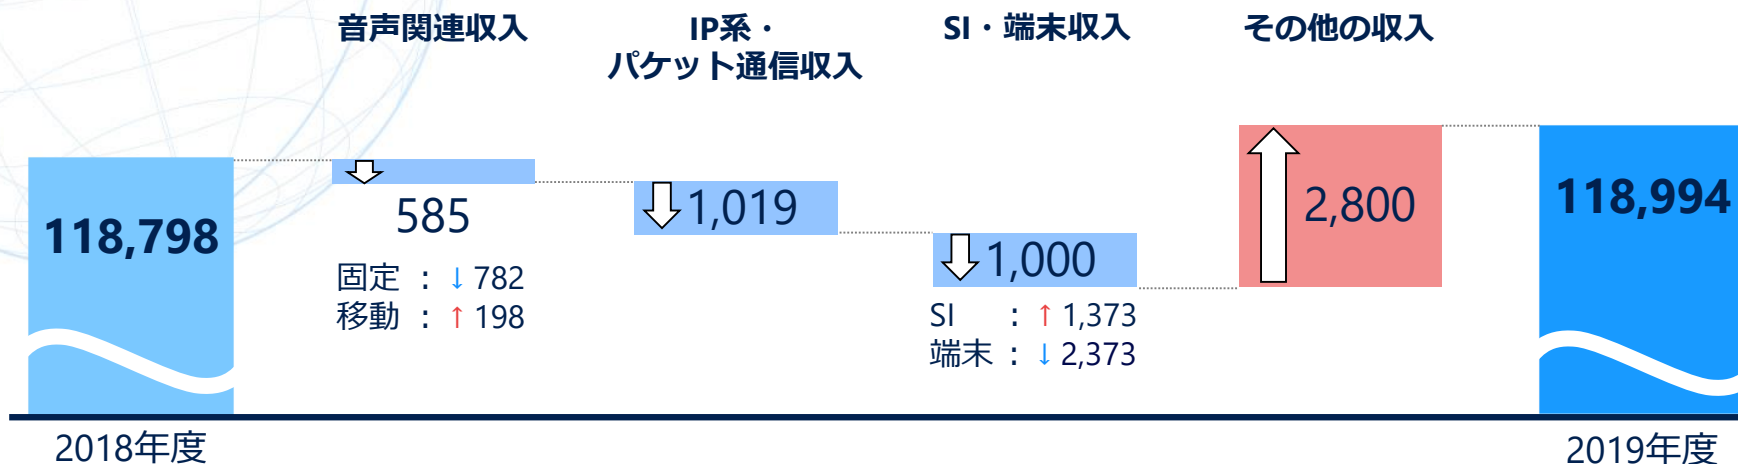 音声関連収入
IP系・
パケット通信収入
SI・端末収入
その他の収入
118,798
585
固定 : ↓ 782
移動 : ↑ 198
1,019
1,000
SI : ↑ 1,373
端末 : ↓ 2,373
2,800
118,994
2018年度
2019年度